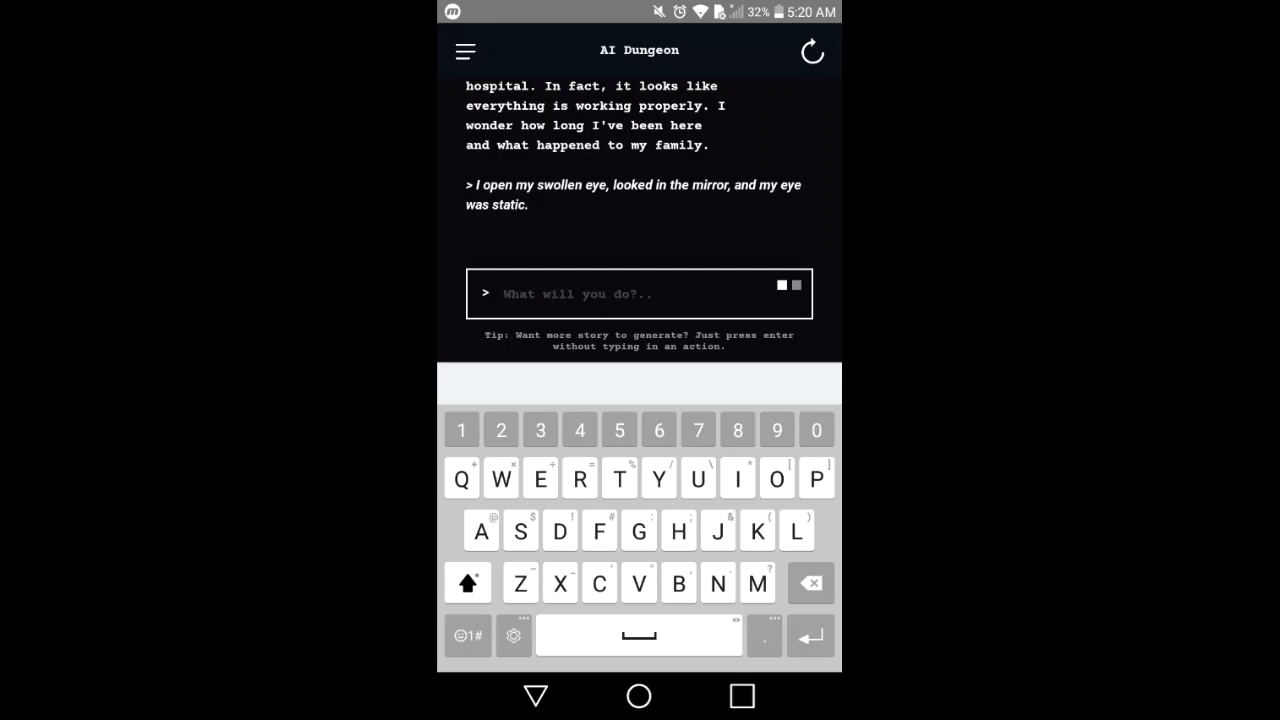 32% 5:20 AM
AI Dungeon
hospital. In fact, it looks like
everything is working properly. I
wonder how long I've been here
and what happened to my family.
> I open my swollen eye, looked in the mirror, and my eye
was static.
> What will you do?..
Tip: Want more story to generate? Just press enter
without typing in an action.
1 2 3 4 5 6 7 8 9 0
+ × ÷ = % / \ * [ ]
Q W E R T Y U I O P
@ $ ! # : ; & ( )
A S D F G H J K L
Z X C V B N M ?
1# .